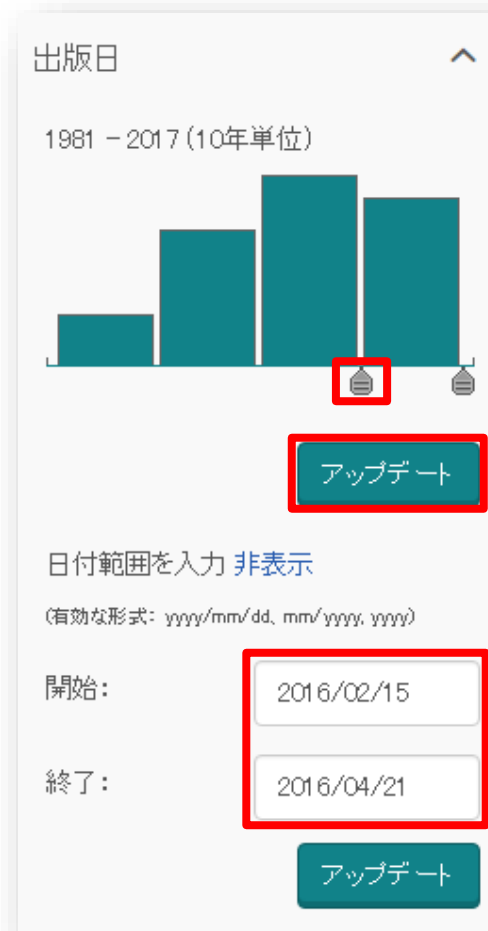 出版日
1981 - 2017(10年単位)
アップデート
日付範囲を入力 非表示
(有効な形式: yyyy/mm/dd、mm/yyyy, yyyy)
開始: 2016/02/15
終了: 2016/04/21
アップデート